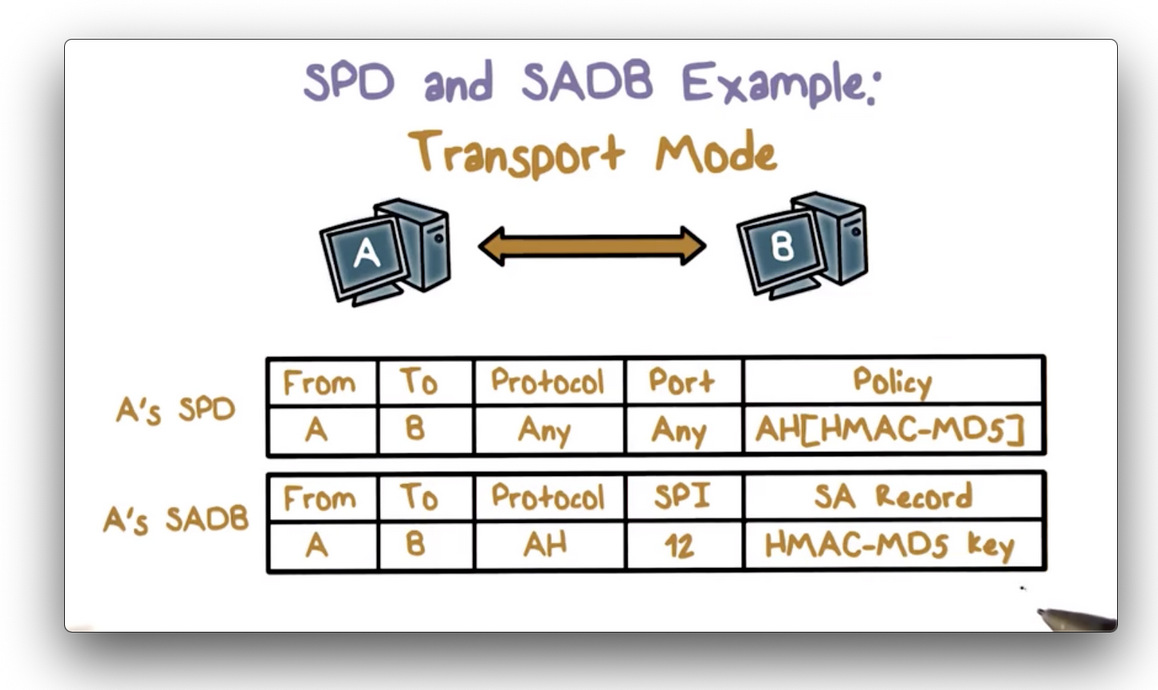 SPD and SADB Example:
Transport Mode
A B
A's SPD
From To Protocol Port Policy
A B Any Any AH[HMAC-MD5]
A's SADB
From To Protocol SPI SA Record
A B AH 12 HMAC-MD5 key